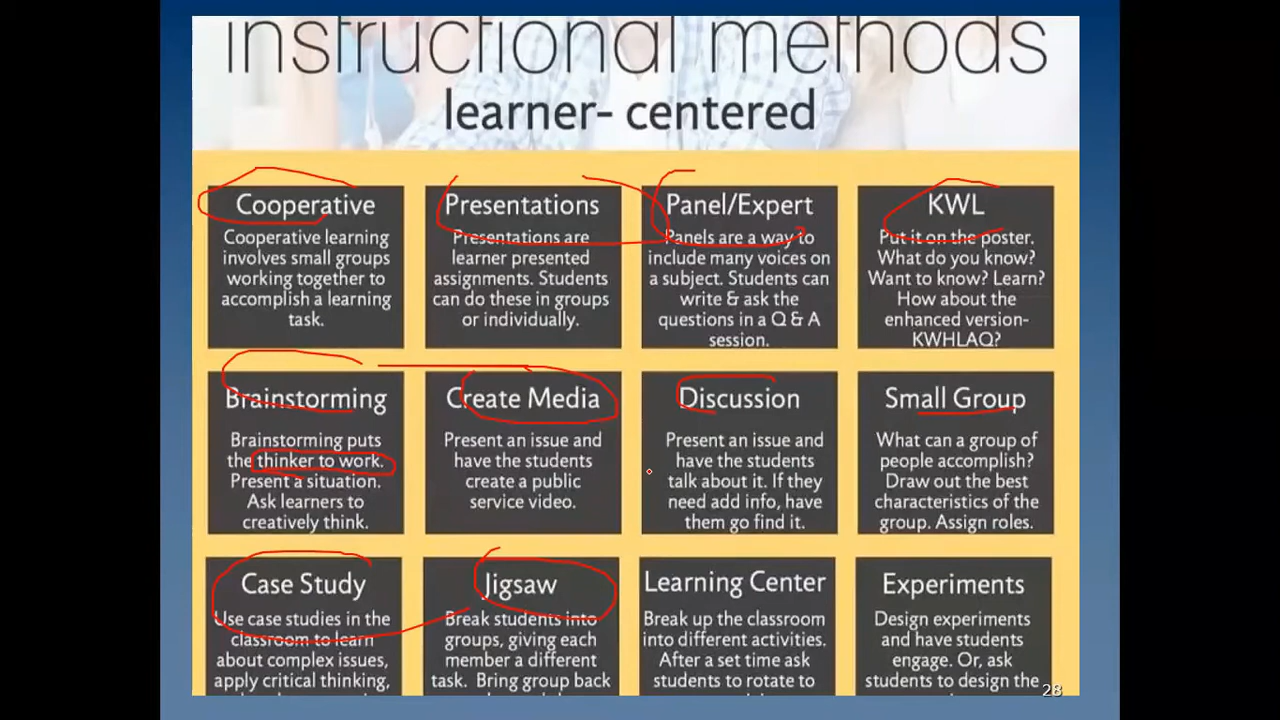 instructional methods
learner- centered
Cooperative
Cooperative learning
involves small groups
working together to
accomplish a learning
task.
Presentations
Presentations are
learner presented
assignments. Students
can do these in groups
or individually.
Panel/Expert
Panels are a way to
include many voices on
a subject. Students can
write & ask the
questions in a Q & A
session.
KWL
Put it on the poster.
What do you know?
Want to know? Learn?
How about the
enhanced version-
KWHLAQ?
Brainstorming
Brainstorming puts
the thinker to work.
Present a situation.
Ask learners to
creatively think.
Create Media
Present an issue and
have the students
create a public
service video.
Discussion
Present an issue and
have the students
talk about it. If they
need add info, have
them go find it.
Small Group
What can a group of
people accomplish?
Draw out the best
characteristics of the
group. Assign roles.
Case Study
Use case studies in the
classroom to learn
about complex issues,
apply critical thinking,
Jigsaw
Break students into
groups, giving each
member a different
task. Bring group back
Learning Center
Break up the classroom
into different activities.
After a set time ask
students to rotate to
Experiments
Design experiments
and have students
engage. Or, ask
students to design the
28